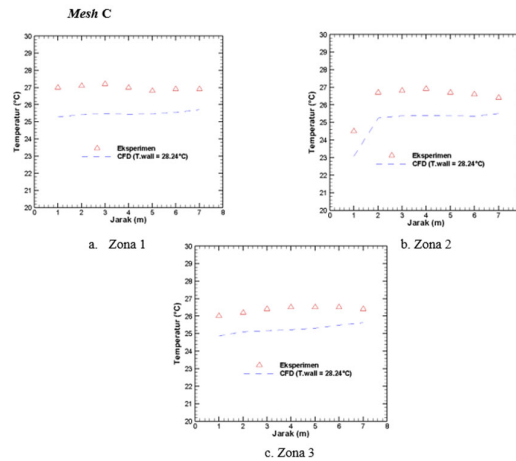 Mesh C
30
29
28
27
26
25
24
23
22
21
20
Temperatur (°C)
Eksperimen
CFD (T.wall = 28.24°C)
0 1 2 3 4 5 6 7 8
Jarak (m)
a. Zona 1
30
29
28
27
26
25
24
23
22
21
20
Temperatur (°C)
Eksperimen
CFD (T.wall = 28.24°C)
0 1 2 3 4 5 6 7
Jarak (m)
b. Zona 2
30
29
28
27
26
25
24
23
22
21
20
Temperatur (°C)
Eksperimen
CFD (T.wall = 28.24°C)
0 1 2 3 4 5 6 7 8
Jarak (m)
c. Zona 3